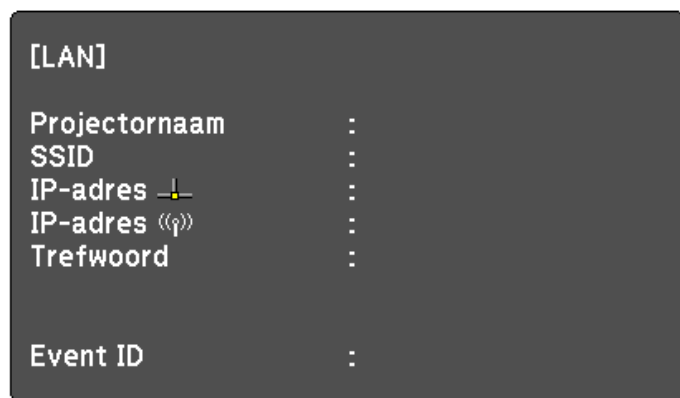 [LAN]
Projectornaam :
SSID :
IP-adres :
IP-adres :
Trefwoord :
Event ID :